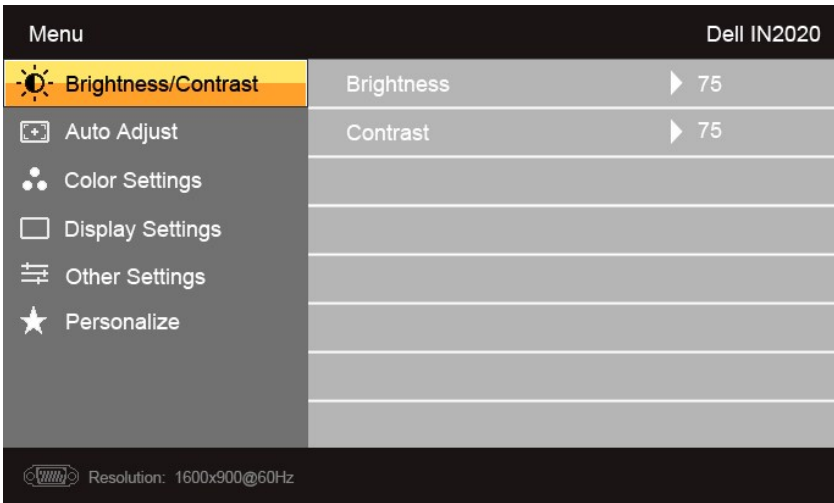 Menu Dell IN2020
Brightness/Contrast Brightness 75
Auto Adjust Contrast 75
Color Settings
Display Settings
Other Settings
Personalize
Resolution: 1600x900@60Hz